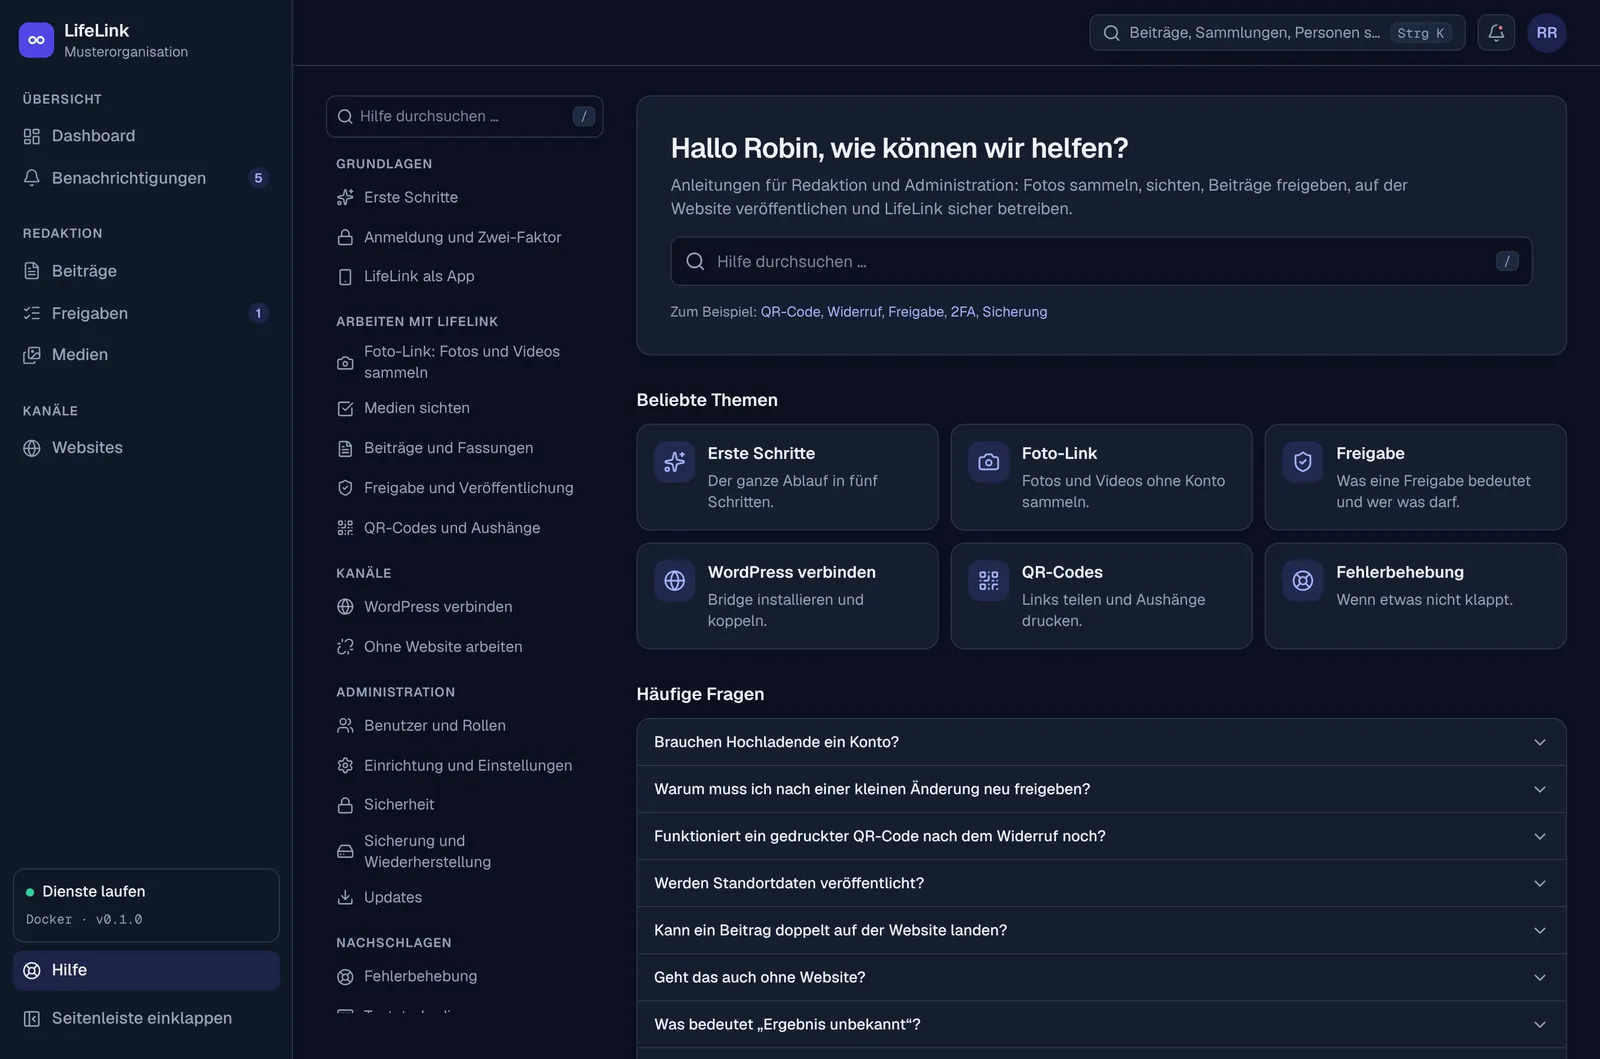 LifeLink
Musterorganisation
ÜBERSICHT
Dashboard
Benachrichtigungen 5
REDAKTION
Beiträge
Freigaben 1
Medien
KANÄLE
Websites
Dienste laufen
Docker · v0.1.0
Hilfe
Seitenleiste einklappen
Beiträge, Sammlungen, Personen s... Strg K
RR
Hilfe durchsuchen ... /
GRUNDLAGEN
Erste Schritte
Anmeldung und Zwei-Faktor
LifeLink als App
ARBEITEN MIT LIFELINK
Foto-Link: Fotos und Videos
sammeln
Medien sichten
Beiträge und Fassungen
Freigabe und Veröffentlichung
QR-Codes und Aushänge
KANÄLE
WordPress verbinden
Ohne Website arbeiten
ADMINISTRATION
Benutzer und Rollen
Einrichtung und Einstellungen
Sicherheit
Sicherung und
Wiederherstellung
Updates
NACHSCHLAGEN
Fehlerbehebung
Hallo Robin, wie können wir helfen?
Anleitungen für Redaktion und Administration: Fotos sammeln, sichten, Beiträge freigeben, auf der
Website veröffentlichen und LifeLink sicher betreiben.
Hilfe durchsuchen ... /
Zum Beispiel: QR-Code, Widerruf, Freigabe, 2FA, Sicherung
Beliebte Themen
Erste Schritte
Der ganze Ablauf in fünf
Schritten.
Foto-Link
Fotos und Videos ohne Konto
sammeln.
Freigabe
Was eine Freigabe bedeutet
und wer was darf.
WordPress verbinden
Bridge installieren und
koppeln.
QR-Codes
Links teilen und Aushänge
drucken.
Fehlerbehebung
Wenn etwas nicht klappt.
Häufige Fragen
Brauchen Hochladende ein Konto?
Warum muss ich nach einer kleinen Änderung neu freigeben?
Funktioniert ein gedruckter QR-Code nach dem Widerruf noch?
Werden Standortdaten veröffentlicht?
Kann ein Beitrag doppelt auf der Website landen?
Geht das auch ohne Website?
Was bedeutet „Ergebnis unbekannt“?